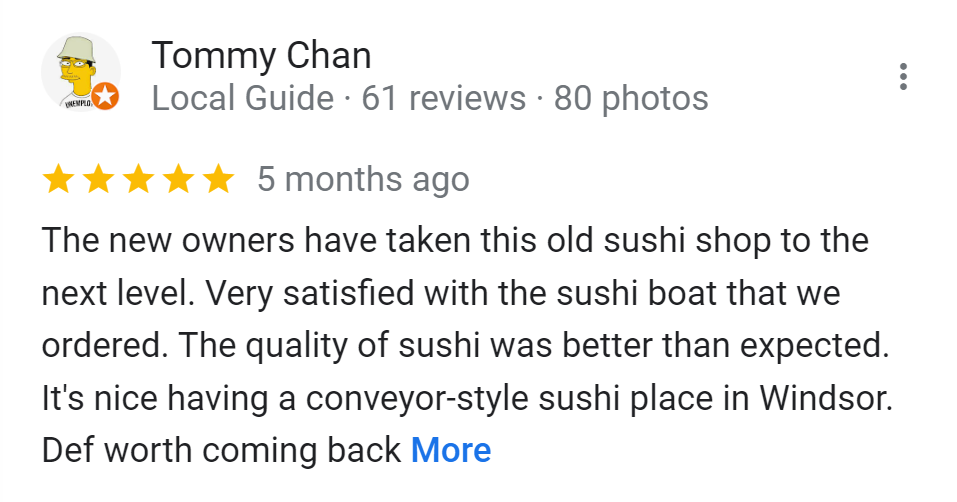 Tommy Chan
Local Guide · 61 reviews · 80 photos
5 months ago
The new owners have taken this old sushi shop to the
next level. Very satisfied with the sushi boat that we
ordered. The quality of sushi was better than expected.
It's nice having a conveyor-style sushi place in Windsor.
Def worth coming back More